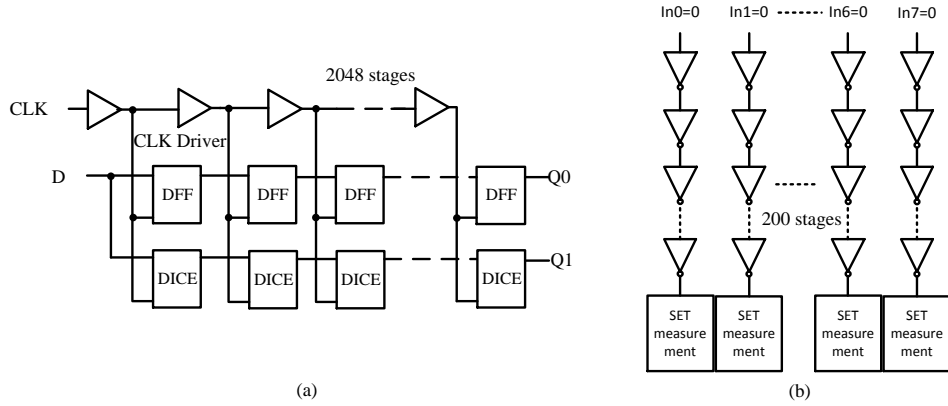 2048 stages
CLK
CLK Driver
D
DFF
DFF
DFF
DFF
Q0
DICE
DICE
DICE
DICE
Q1
(a)
In0=0
In1=0
In6=0
In7=0
200 stages
SET
measure
ment
SET
measure
ment
SET
measure
ment
SET
measure
ment
(b)